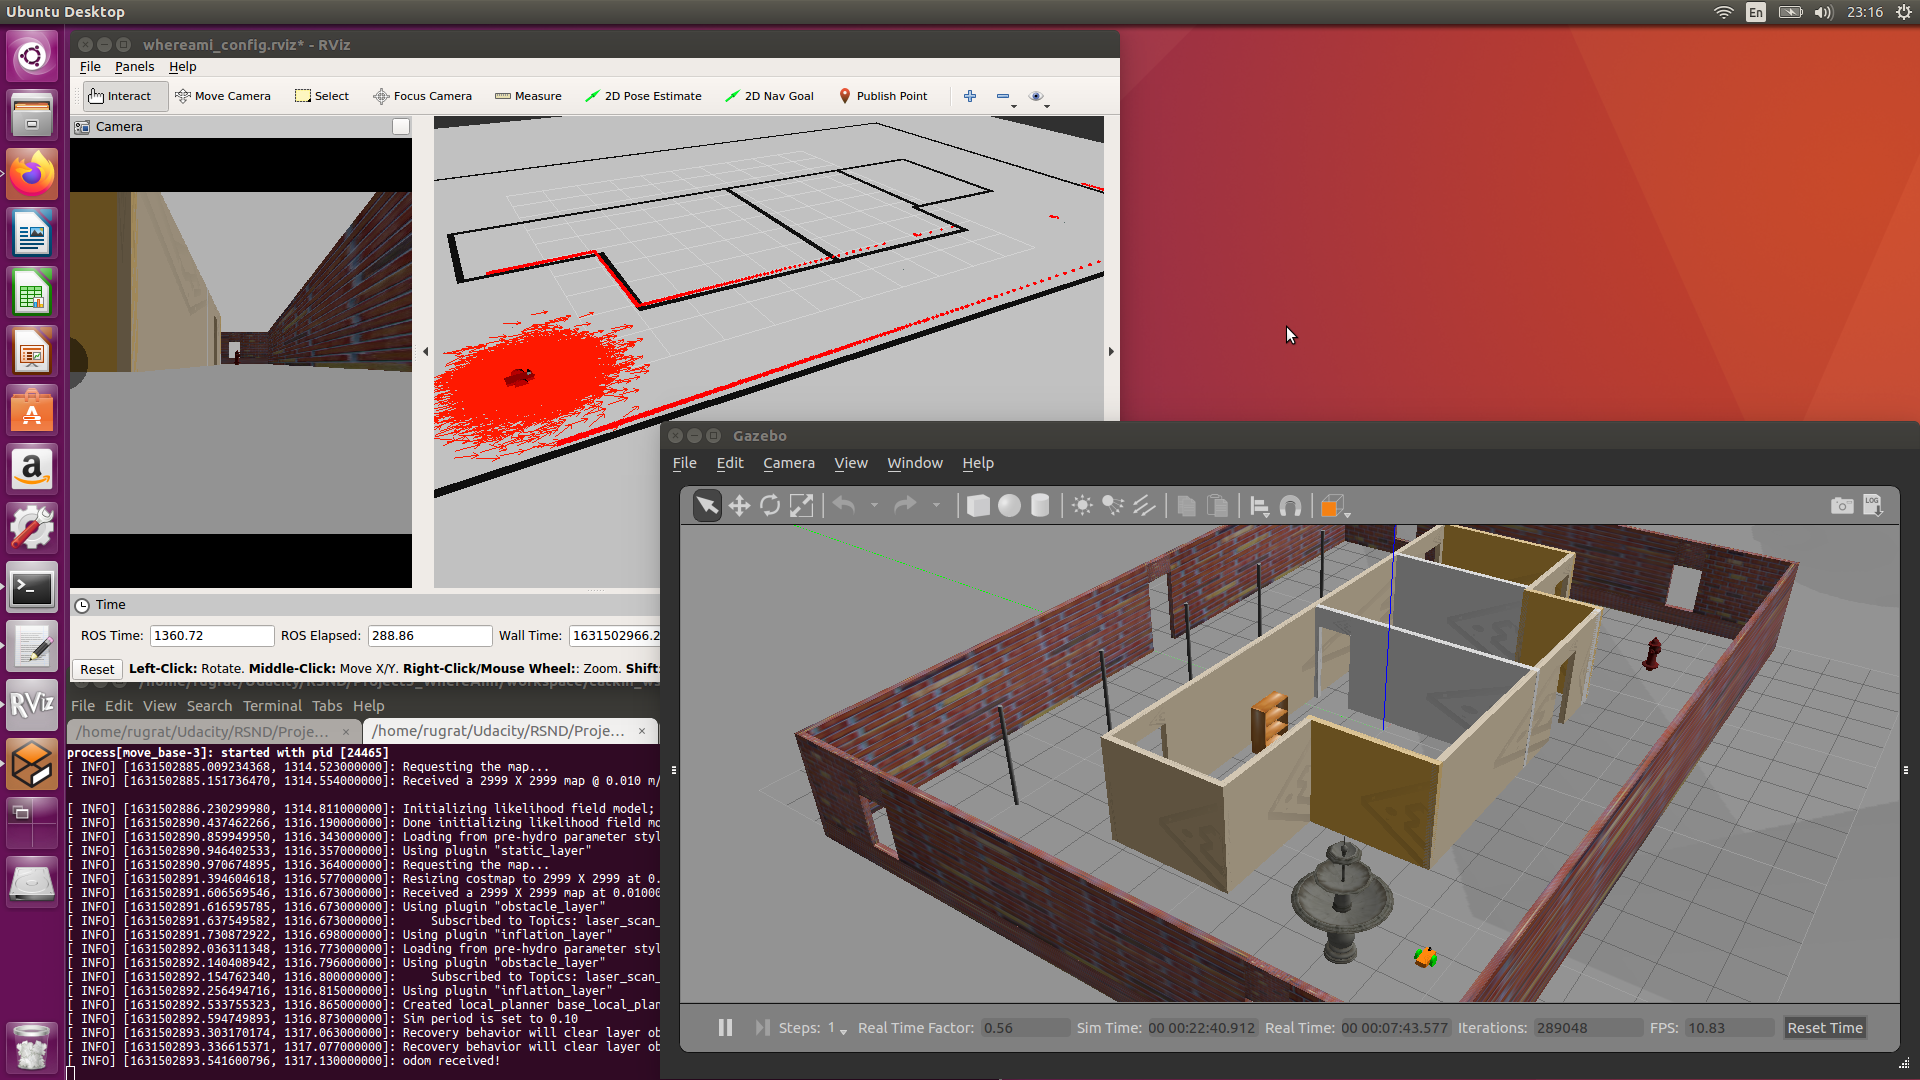 Ubuntu Desktop
En
23:16
whereami_config.rviz* - RViz
File Panels Help
Interact Move Camera Select Focus Camera Measure 2D Pose Estimate 2D Nav Goal Publish Point
Camera
Time
ROS Time: 1360.72 ROS Elapsed: 288.86 Wall Time: 1631502966.2
Reset Left-Click: Rotate. Middle-Click: Move X/Y. Right-Click/Mouse Wheel:: Zoom. Shift:
File Edit View Search Terminal Tabs Help
/home/rugrat/Udacity/RSND/Proje... × /home/rugrat/Udacity/RSND/Proje... ×
process[move_base-3]: started with pid [24465]
[ INFO] [1631502885.009234368, 1314.523000000]: Requesting the map...
[ INFO] [1631502885.151736470, 1314.554000000]: Received a 2999 X 2999 map @ 0.010 m/
[ INFO] [1631502886.230299980, 1314.811000000]: Initializing likelihood field model;
[ INFO] [1631502890.437462266, 1316.190000000]: Done initializing likelihood field mo
[ INFO] [1631502890.859949950, 1316.343000000]: Loading from pre-hydro parameter styl
[ INFO] [1631502890.946402533, 1316.357000000]: Using plugin "static_layer"
[ INFO] [1631502890.970674895, 1316.364000000]: Requesting the map...
[ INFO] [1631502891.394604618, 1316.577000000]: Resizing costmap to 2999 X 2999 at 0.
[ INFO] [1631502891.606569546, 1316.673000000]: Received a 2999 X 2999 map at 0.01000
[ INFO] [1631502891.616595785, 1316.673000000]: Using plugin "obstacle_layer"
[ INFO] [1631502891.637549582, 1316.673000000]: Subscribed to Topics: laser_scan_
[ INFO] [1631502891.730872922, 1316.698000000]: Using plugin "inflation_layer"
[ INFO] [1631502892.036311348, 1316.773000000]: Loading from pre-hydro parameter styl
[ INFO] [1631502892.140408942, 1316.796000000]: Using plugin "obstacle_layer"
[ INFO] [1631502892.154762340, 1316.800000000]: Subscribed to Topics: laser_scan_
[ INFO] [1631502892.256494716, 1316.815000000]: Using plugin "inflation_layer"
[ INFO] [1631502892.533755323, 1316.865000000]: Created local_planner base_local_plan
[ INFO] [1631502892.594749893, 1316.873000000]: Sim period is set to 0.10
[ INFO] [1631502893.303170174, 1317.063000000]: Recovery behavior will clear layer ob
[ INFO] [1631502893.336615371, 1317.077000000]: Recovery behavior will clear layer ob
[ INFO] [1631502893.541600796, 1317.130000000]: odom received!
RViz
Gazebo
File Edit Camera View Window Help
LOG
Steps: 1 Real Time Factor: 0.56 Sim Time: 00 00:22:40.912 Real Time: 00 00:07:43.577 Iterations: 289048 FPS: 10.83 Reset Time